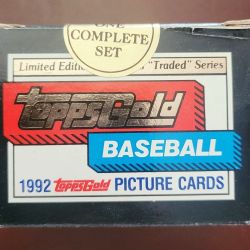 ONE
COMPLETE
SET
Limited Edition "Traded" Series
ToppsGold
BASEBALL
1992 ToppsGold PICTURE CARDS